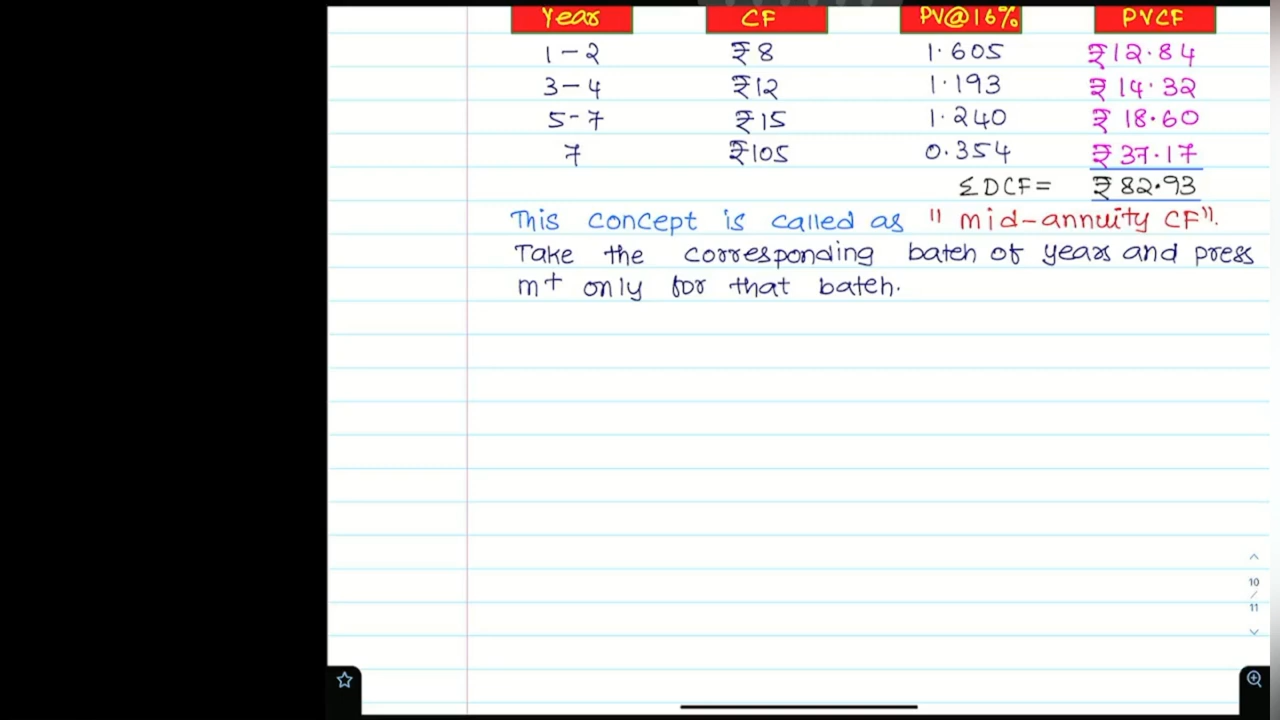 Year CF PV@16% PVCF
1-2 ₹8 1.605 ₹12.84
3-4 ₹12 1.193 ₹14.32
5-7 ₹15 1.240 ₹18.60
7 ₹105 0.354 ₹37.17
ΣDCF= ₹82.93
This concept is called as "mid-annuity CF".
Take the corresponding batch of years and press
m+ only for that batch.
10
/
11